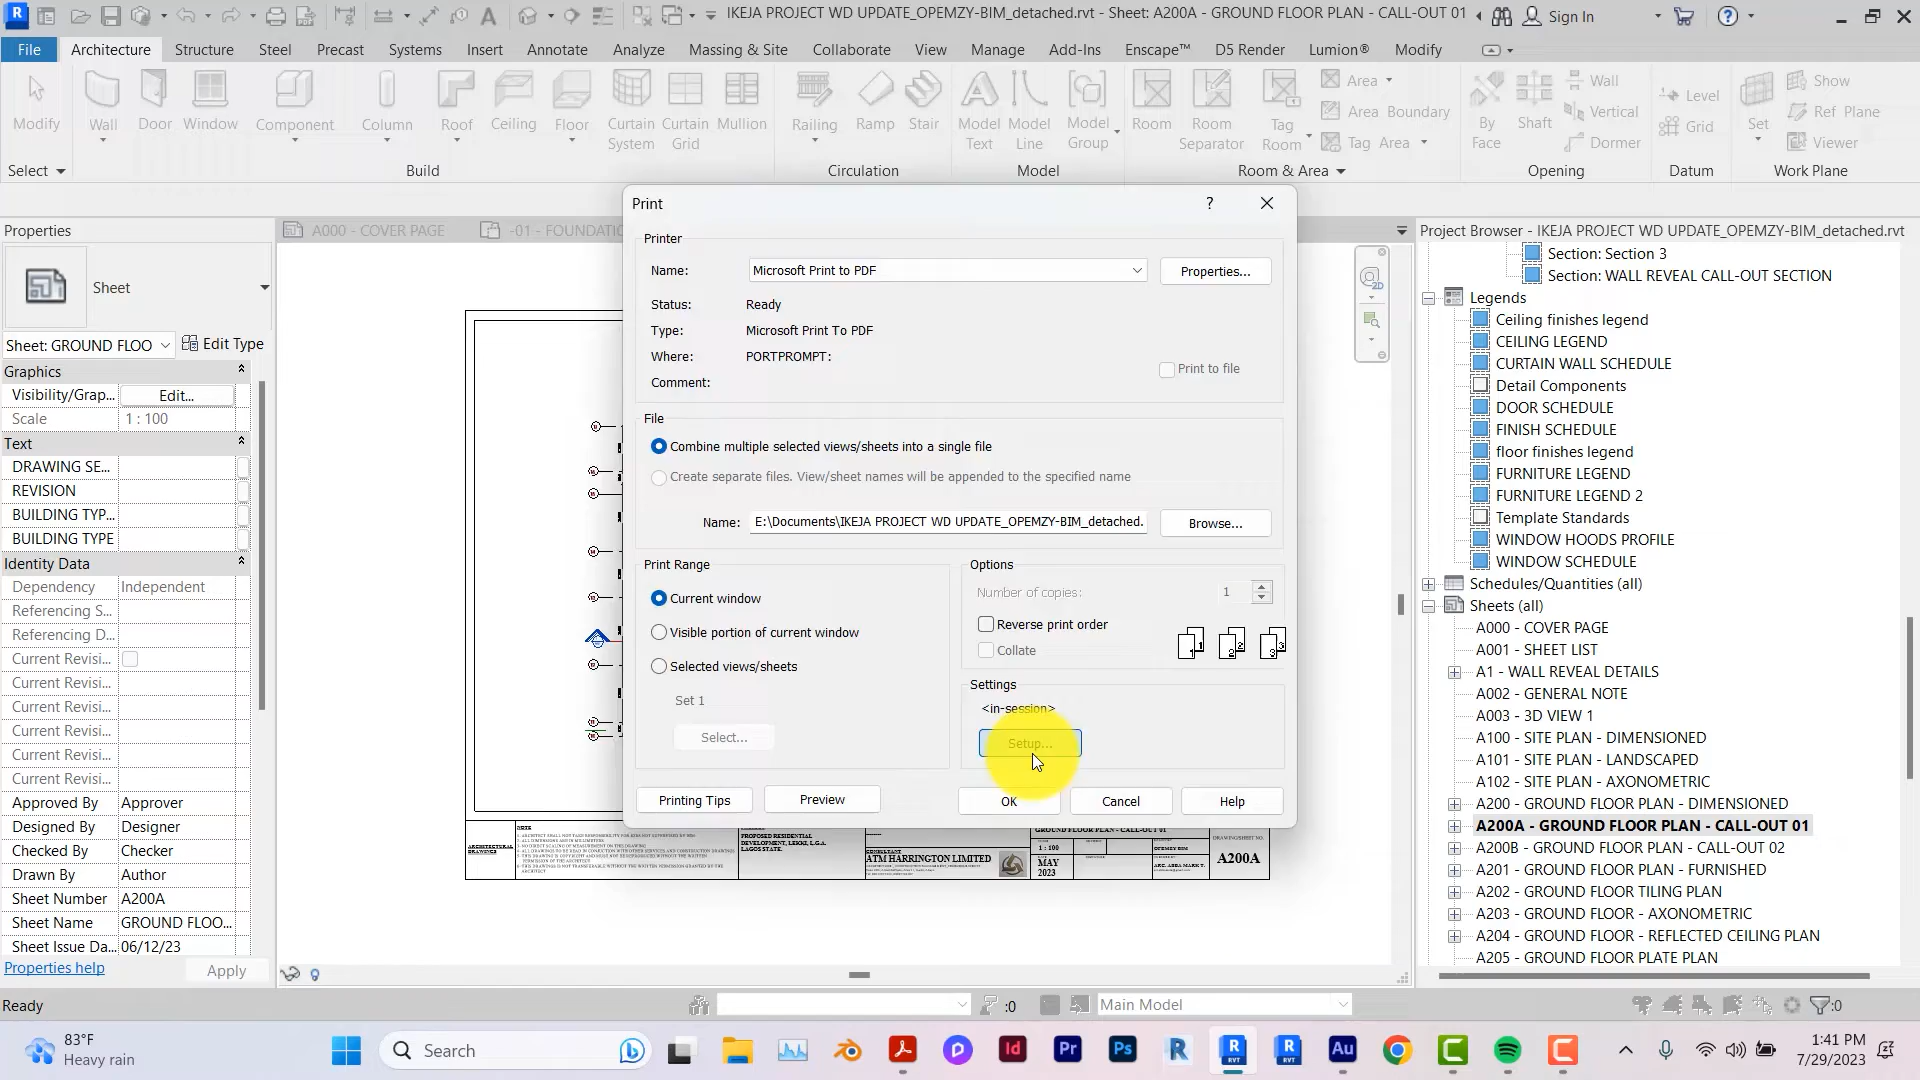 IKEJA PROJECT WD UPDATE_OPEMZY-BIM_detached.rvt - Sheet: A200A - GROUND FLOOR PLAN - CALL-OUT 01
Sign In
File
Architecture
Structure
Steel
Precast
Systems
Insert
Annotate
Analyze
Massing & Site
Collaborate
View
Manage
Add-Ins
Enscape™
D5 Render
Lumion®
Modify
Modify
Wall
Door
Window
Component
Column
Roof
Ceiling
Floor
Curtain System
Curtain Grid
Mullion
Railing
Ramp
Stair
Model Text
Model Line
Model Group
Room
Room Separator
Tag Room
Area
Area Boundary
Tag Area
By Face
Shaft
Wall
Vertical
Dormer
Level
Grid
Set
Show
Ref Plane
Viewer
Select
Build
Circulation
Model
Room & Area
Opening
Datum
Work Plane
Properties
Sheet
Sheet: GROUND FLOO
Edit Type
Graphics
Visibility/Grap...
Edit...
Scale
1 : 100
Text
DRAWING SE...
REVISION
BUILDING TYP...
BUILDING TYPE
Identity Data
Dependency
Independent
Referencing S...
Referencing D...
Current Revisi...
Current Revisi...
Current Revisi...
Current Revisi...
Current Revisi...
Current Revisi...
Approved By
Approver
Designed By
Designer
Checked By
Checker
Drawn By
Author
Sheet Number
A200A
Sheet Name
GROUND FLOO...
Sheet Issue Da...
06/12/23
Properties help
Apply
A000 - COVER PAGE
-01 - FOUNDATIO
Print
?
Printer
Name:
Microsoft Print to PDF
Properties...
Status:
Ready
Type:
Microsoft Print To PDF
Where:
PORTPROMPT:
Comment:
Print to file
File
Combine multiple selected views/sheets into a single file
Create separate files. View/sheet names will be appended to the specified name
Name:
E:\Documents\IKEJA PROJECT WD UPDATE_OPEMZY-BIM_detached.
Browse...
Print Range
Current window
Visible portion of current window
Selected views/sheets
Set 1
Select...
Options
Number of copies:
1
Reverse print order
Collate
Settings
<in-session>
Setup...
Printing Tips
Preview
OK
Cancel
Help
ARCHITECTURAL DRAWINGS
NOTE
PROPOSED RESIDENTIAL
DEVELOPMENT, LEKKI, L.G.A.
LAGOS STATE.
CONSULTANT
ATM HARRINGTON LIMITED
GROUND FLOOR PLAN - CALL-OUT 01
1 : 100
MAY
2023
OPEMZY BIM
A200A
Project Browser - IKEJA PROJECT WD UPDATE_OPEMZY-BIM_detached.rvt
Section: Section 3
Section: WALL REVEAL CALL-OUT SECTION
Legends
Ceiling finishes legend
CEILING LEGEND
CURTAIN WALL SCHEDULE
Detail Components
DOOR SCHEDULE
FINISH SCHEDULE
floor finishes legend
FURNITURE LEGEND
FURNITURE LEGEND 2
Template Standards
WINDOW HOODS PROFILE
WINDOW SCHEDULE
Schedules/Quantities (all)
Sheets (all)
A000 - COVER PAGE
A001 - SHEET LIST
A1 - WALL REVEAL DETAILS
A002 - GENERAL NOTE
A003 - 3D VIEW 1
A100 - SITE PLAN - DIMENSIONED
A101 - SITE PLAN - LANDSCAPED
A102 - SITE PLAN - AXONOMETRIC
A200 - GROUND FLOOR PLAN - DIMENSIONED
A200A - GROUND FLOOR PLAN - CALL-OUT 01
A200B - GROUND FLOOR PLAN - CALL-OUT 02
A201 - GROUND FLOOR PLAN - FURNISHED
A202 - GROUND FLOOR TILING PLAN
A203 - GROUND FLOOR - AXONOMETRIC
A204 - GROUND FLOOR - REFLECTED CEILING PLAN
A205 - GROUND FLOOR PLATE PLAN
Ready
:0
Main Model
:0
83°F
Heavy rain
Search
1:41 PM
7/29/2023